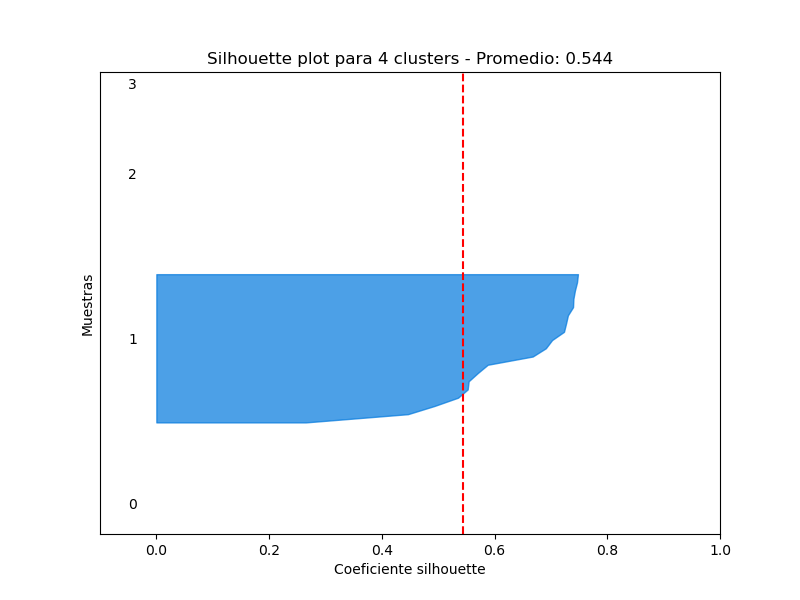 Silhouette plot para 4 clusters - Promedio: 0.544
3
2
1
0
Muestras
0.0 0.2 0.4 0.6 0.8 1.0
Coeficiente silhouette